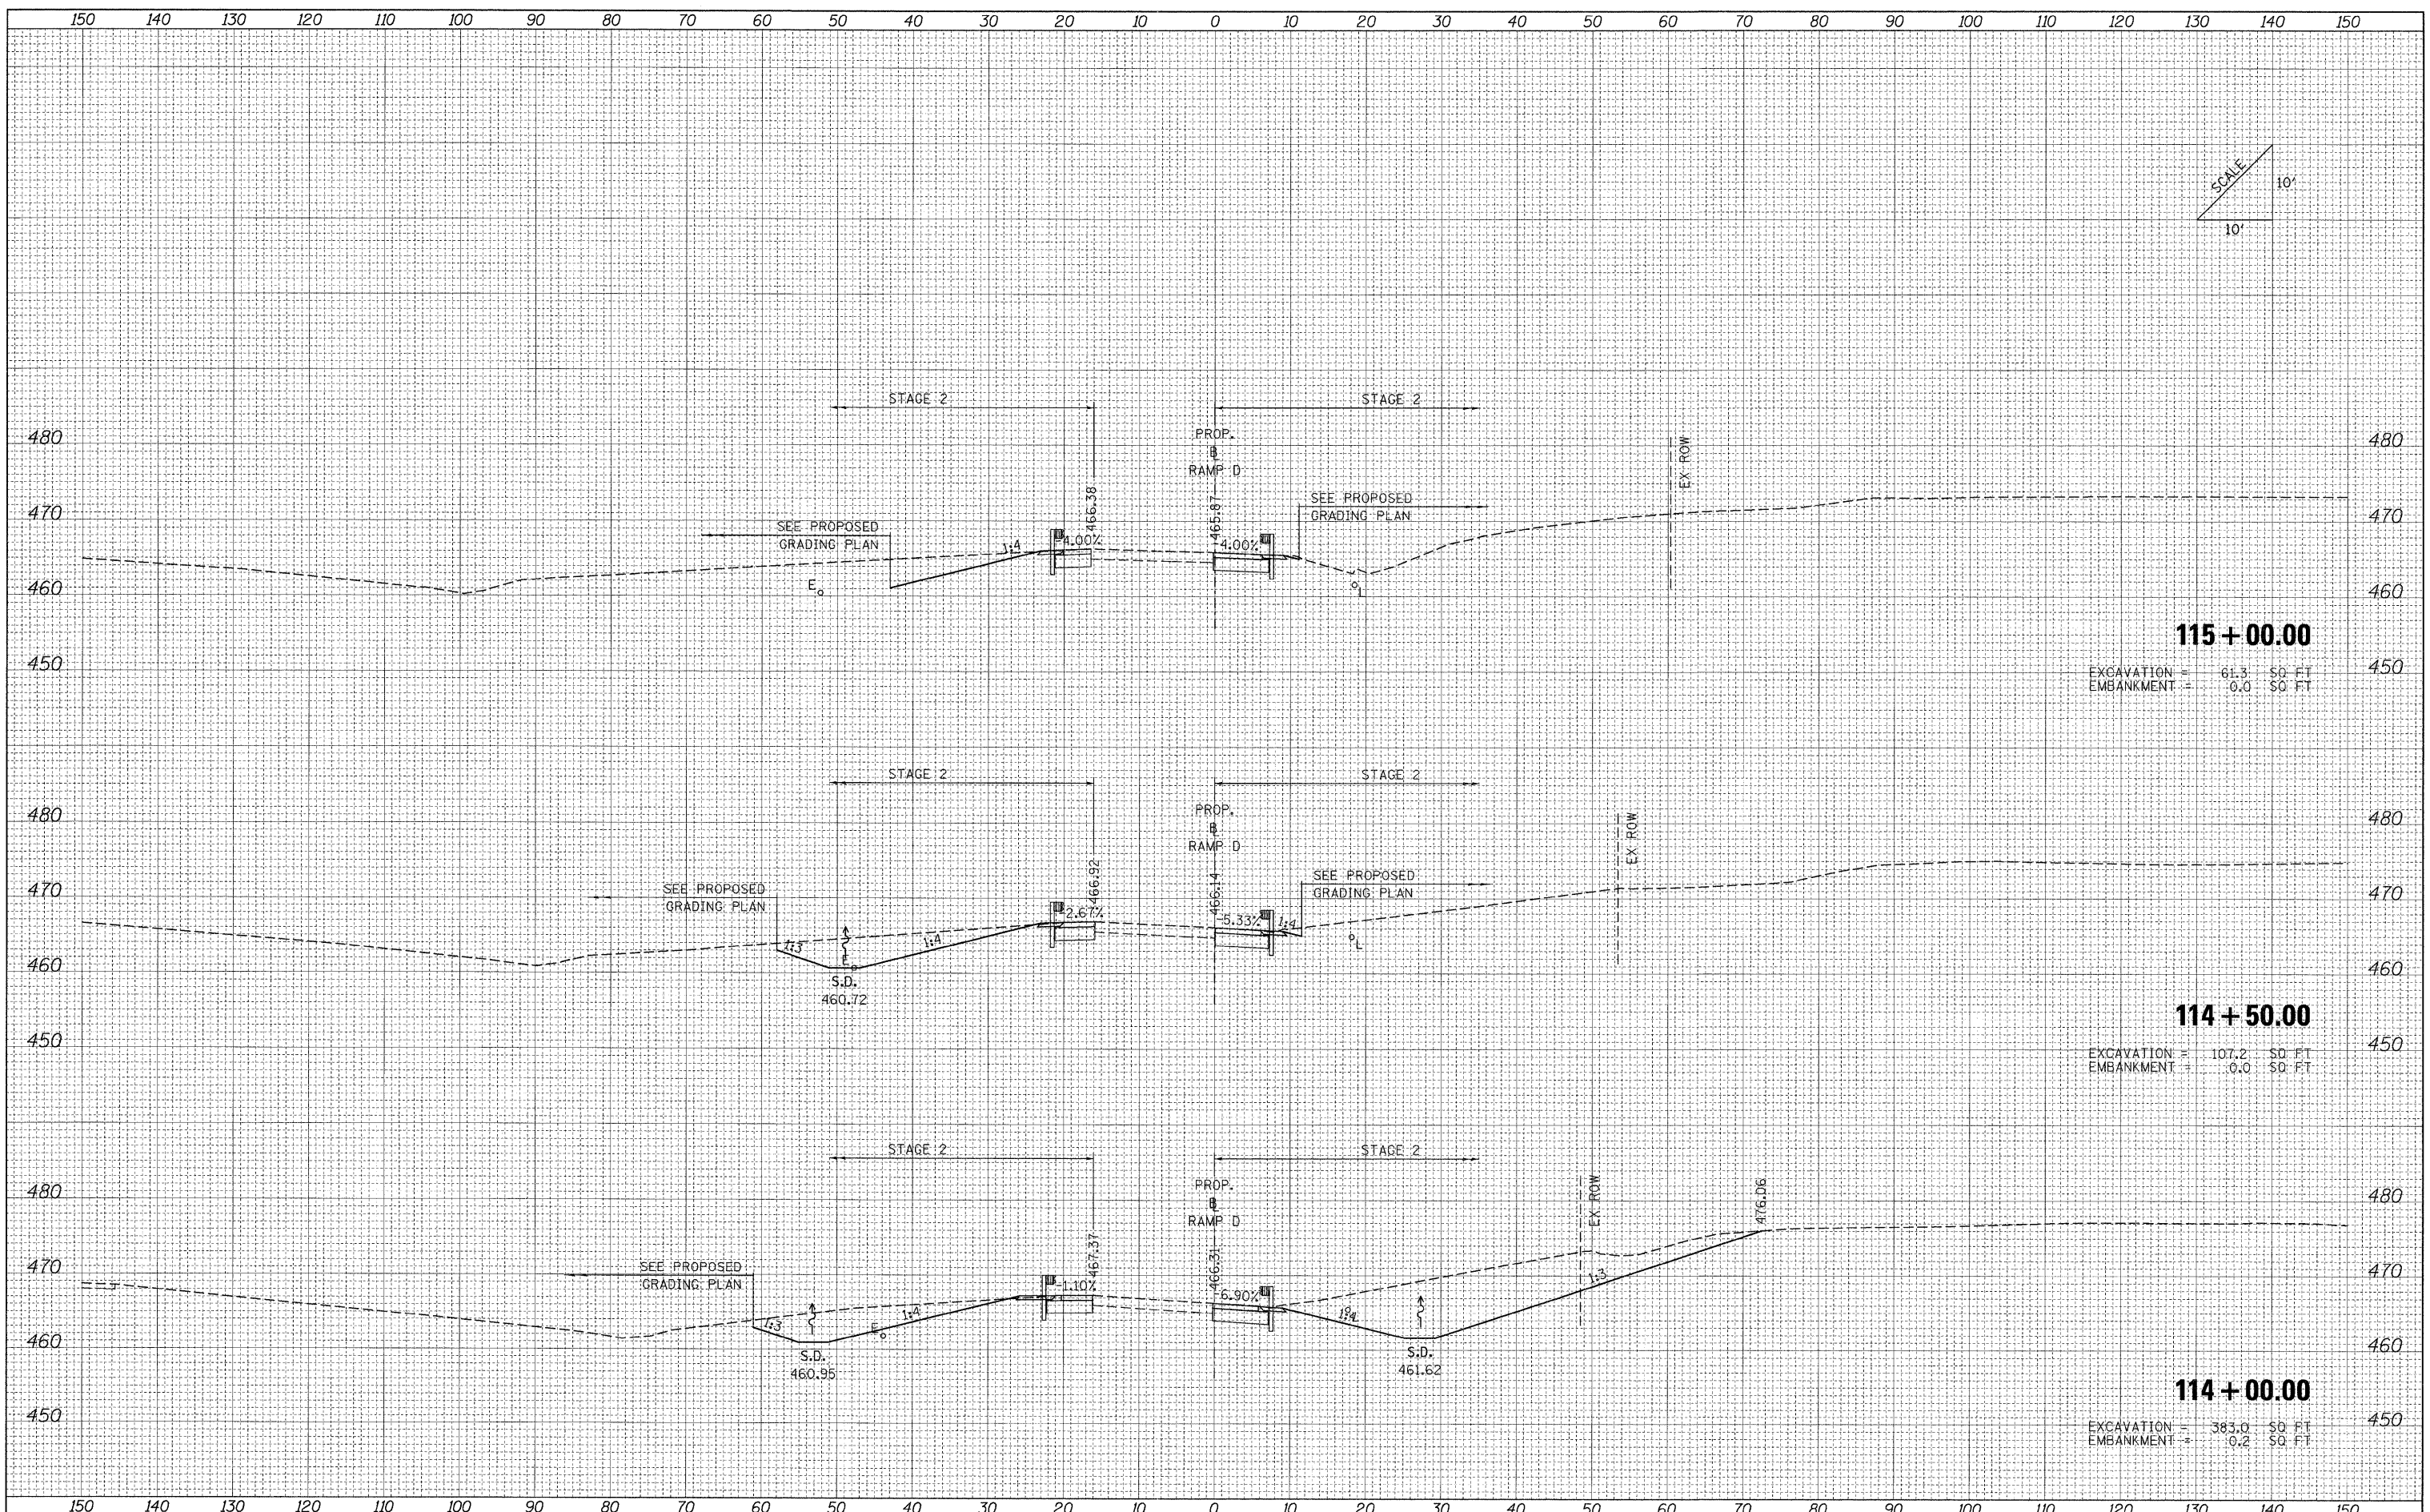 150 140 130 120 110 100 90 80 70 60 50 40 30 20 10 0 10 20 30 40 50 60 70 80 90 100 110 120 130 140 150
SCALE
10'
10'
STAGE 2
STAGE 2
480
PROP.
B
RAMP D
EX ROW
480
466.38
465.87
SEE PROPOSED
GRADING PLAN
470
SEE PROPOSED
GRADING PLAN
470
1:4
-4.00%
-4.00%
460
E
L
460
115+00.00
450
450
EXCAVATION = 61.3 SQ FT
EMBANKMENT = 0.0 SQ FT
STAGE 2
STAGE 2
480
PROP.
B
RAMP D
EX ROW
480
466.92
466.14
SEE PROPOSED
GRADING PLAN
470
SEE PROPOSED
GRADING PLAN
470
1:3
1:4
-2.67%
-5.33%
1:4
L
460
E
460
S.D.
460.72
114+50.00
450
450
EXCAVATION = 107.2 SQ FT
EMBANKMENT = 0.0 SQ FT
STAGE 2
STAGE 2
480
PROP.
B
RAMP D
EX ROW
476.06
480
467.37
466.31
470
SEE PROPOSED
GRADING PLAN
470
1:3
1:4
-1.10%
-6.90%
1:4
1:3
E
460
460
S.D.
460.95
S.D.
461.62
114+00.00
450
450
EXCAVATION = 383.0 SQ FT
EMBANKMENT = 0.2 SQ FT
150 140 130 120 110 100 90 80 70 60 50 40 30 20 10 0 10 20 30 40 50 60 70 80 90 100 110 120 130 140 150